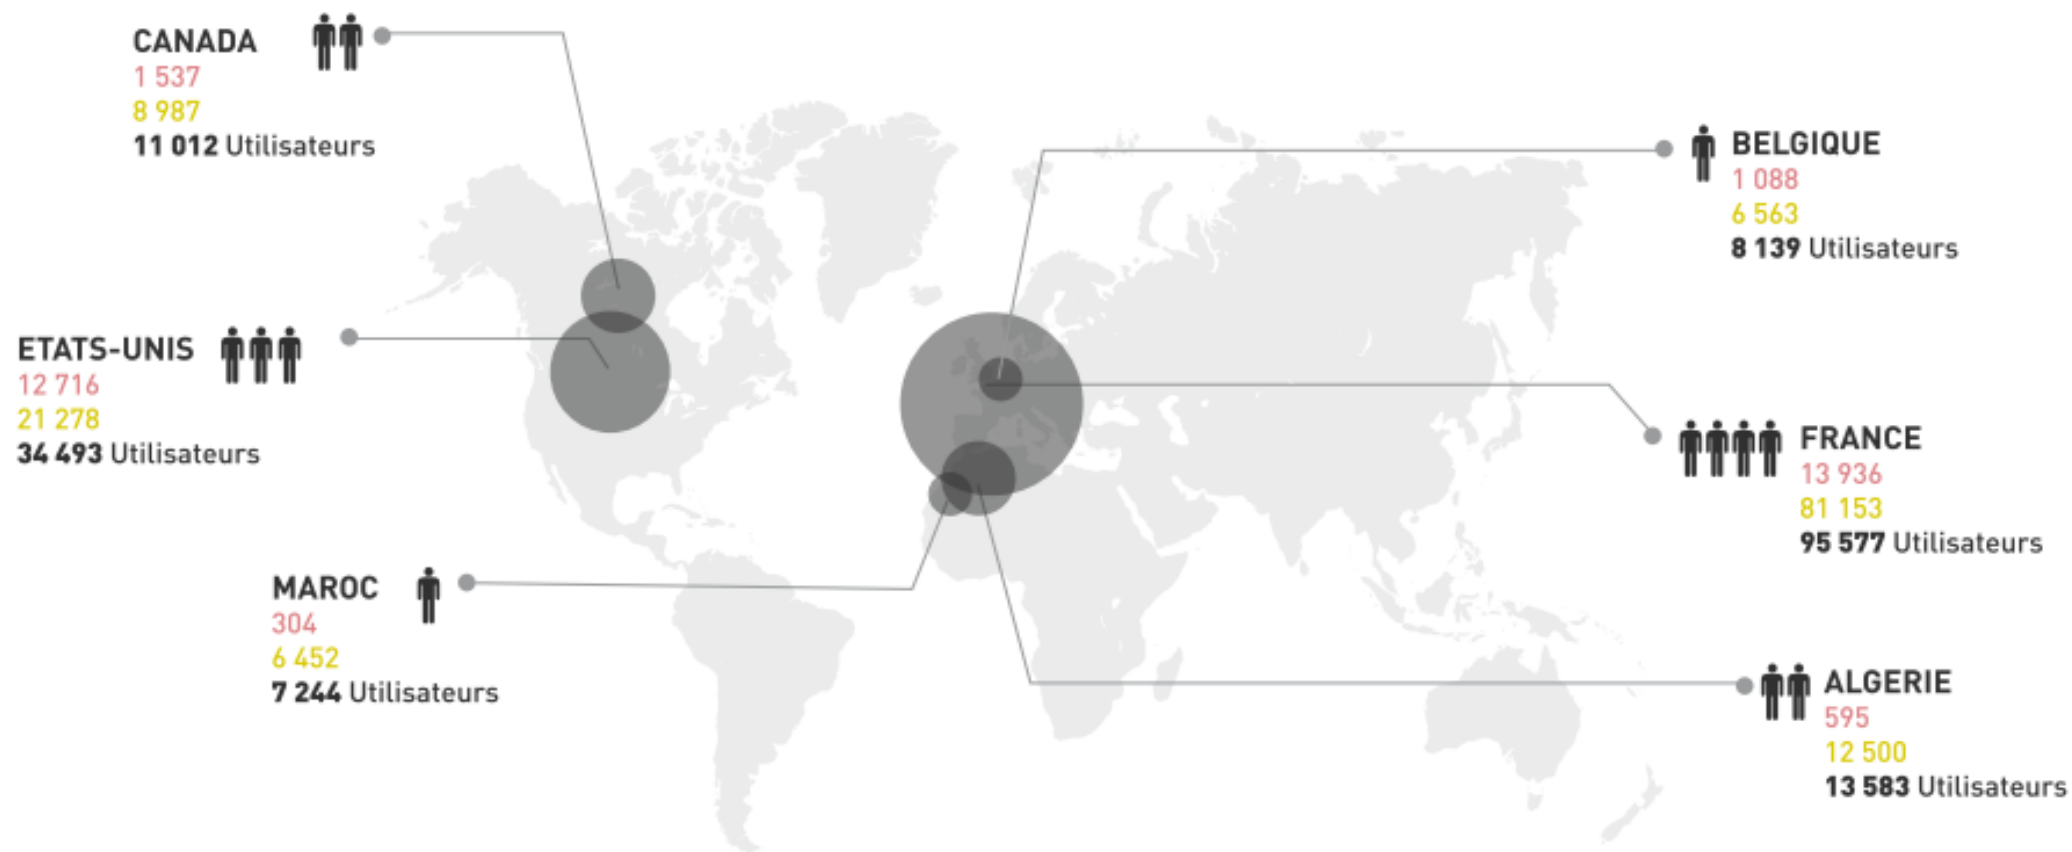 CANADA
1 537
8 987
11 012 Utilisateurs
BELGIQUE
1 088
6 563
8 139 Utilisateurs
ETATS-UNIS
12 716
21 278
34 493 Utilisateurs
FRANCE
13 936
81 153
95 577 Utilisateurs
MAROC
304
6 452
7 244 Utilisateurs
ALGERIE
595
12 500
13 583 Utilisateurs